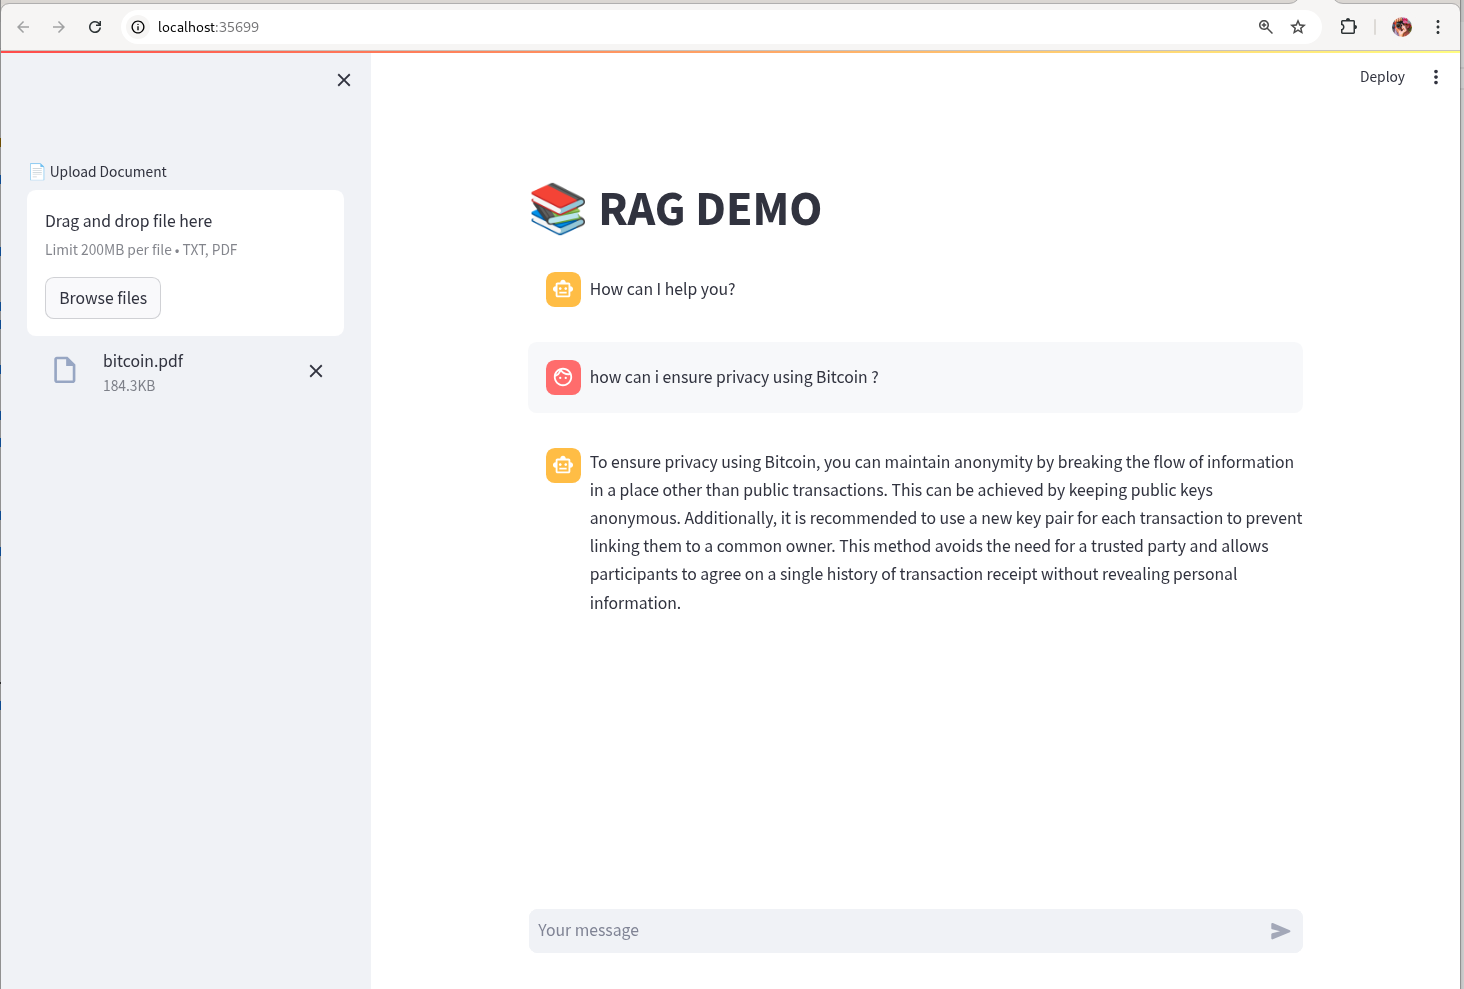 localhost:35699
Deploy
Upload Document
Drag and drop file here
Limit 200MB per file • TXT, PDF
Browse files
bitcoin.pdf
184.3KB
RAG DEMO
How can I help you?
how can i ensure privacy using Bitcoin ?
To ensure privacy using Bitcoin, you can maintain anonymity by breaking the flow of information
in a place other than public transactions. This can be achieved by keeping public keys
anonymous. Additionally, it is recommended to use a new key pair for each transaction to prevent
linking them to a common owner. This method avoids the need for a trusted party and allows
participants to agree on a single history of transaction receipt without revealing personal
information.
Your message